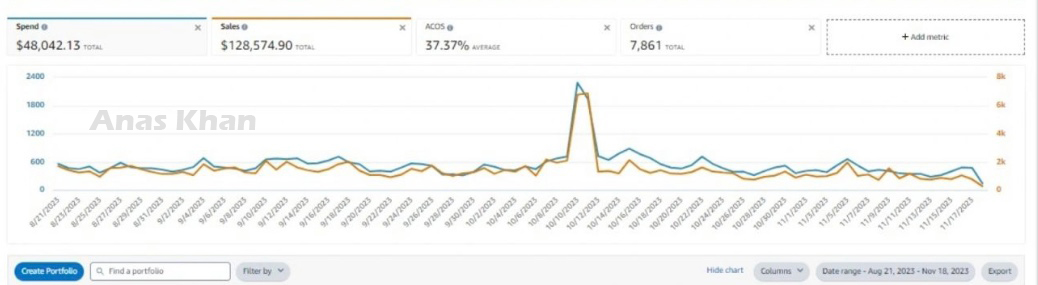 Spend
Sales
ACOS
Orders
$48,042.13 TOTAL
$128,574.90 TOTAL
37.37% AVERAGE
7,861 TOTAL
+ Add metric
2400
8k
1800
6k
Anas Khan
1200
4k
600
2k
0
0
8/21/2023 8/23/2023 8/25/2023 8/27/2023 8/29/2023 8/31/2023 9/2/2023 9/4/2023 9/6/2023 9/8/2023 9/10/2023 9/12/2023 9/14/2023 9/16/2023 9/18/2023 9/20/2023 9/22/2023 9/24/2023 9/26/2023 9/28/2023 9/30/2023 10/2/2023 10/4/2023 10/6/2023 10/8/2023 10/10/2023 10/12/2023 10/14/2023 10/16/2023 10/18/2023 10/20/2023 10/22/2023 10/24/2023 10/26/2023 10/28/2023 10/30/2023 11/1/2023 11/3/2023 11/5/2023 11/7/2023 11/9/2023 11/11/2023 11/13/2023 11/15/2023 11/17/2023
Create Portfolio
Find a portfolio
Filter by
Hide chart
Columns
Date range - Aug 21, 2023 - Nov 18, 2023
Export